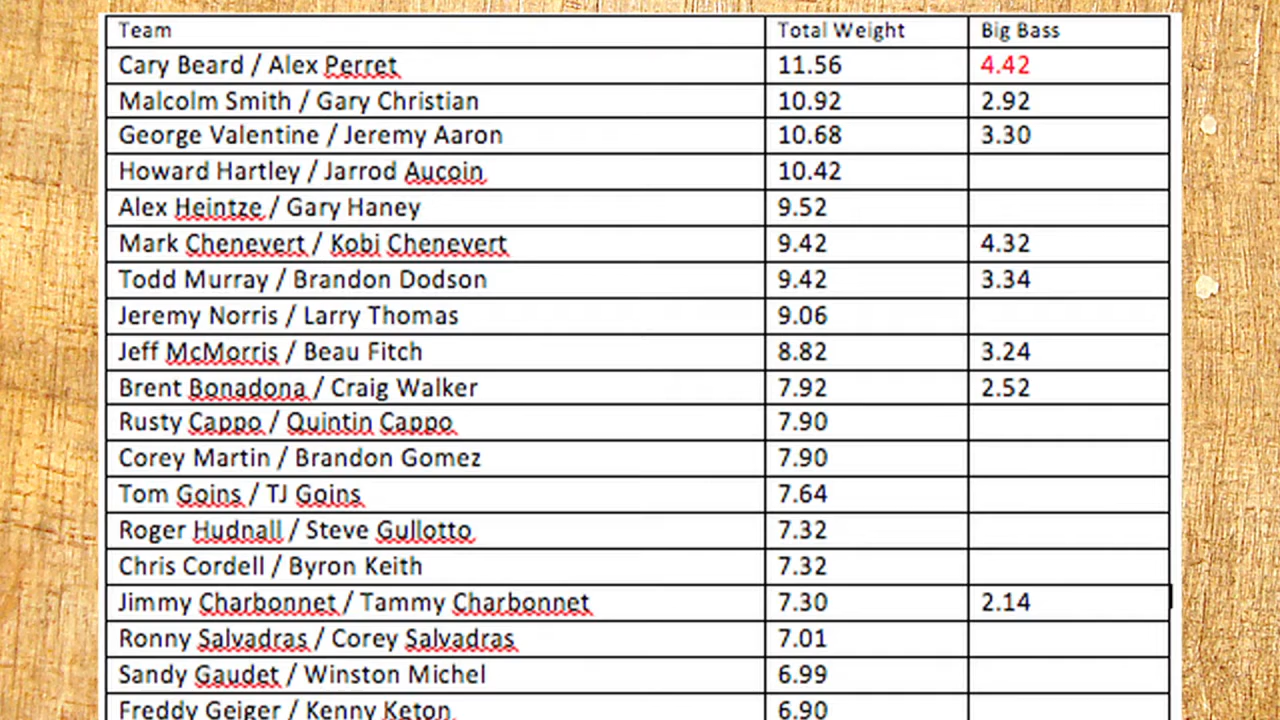 Team Total Weight Big Bass
Cary Beard / Alex Perret 11.56 4.42
Malcolm Smith / Gary Christian 10.92 2.92
George Valentine / Jeremy Aaron 10.68 3.30
Howard Hartley / Jarrod Aucoin 10.42
Alex Heintze / Gary Haney 9.52
Mark Chenevert / Kobi Chenevert 9.42 4.32
Todd Murray / Brandon Dodson 9.42 3.34
Jeremy Norris / Larry Thomas 9.06
Jeff McMorris / Beau Fitch 8.82 3.24
Brent Bonadona / Craig Walker 7.92 2.52
Rusty Cappo / Quintin Cappo 7.90
Corey Martin / Brandon Gomez 7.90
Tom Goins / TJ Goins 7.64
Roger Hudnall / Steve Gullotto 7.32
Chris Cordell / Byron Keith 7.32
Jimmy Charbonnet / Tammy Charbonnet 7.30 2.14
Ronny Salvadras / Corey Salvadras 7.01
Sandy Gaudet / Winston Michel 6.99
Freddy Geiger / Kenny Keton 6.90